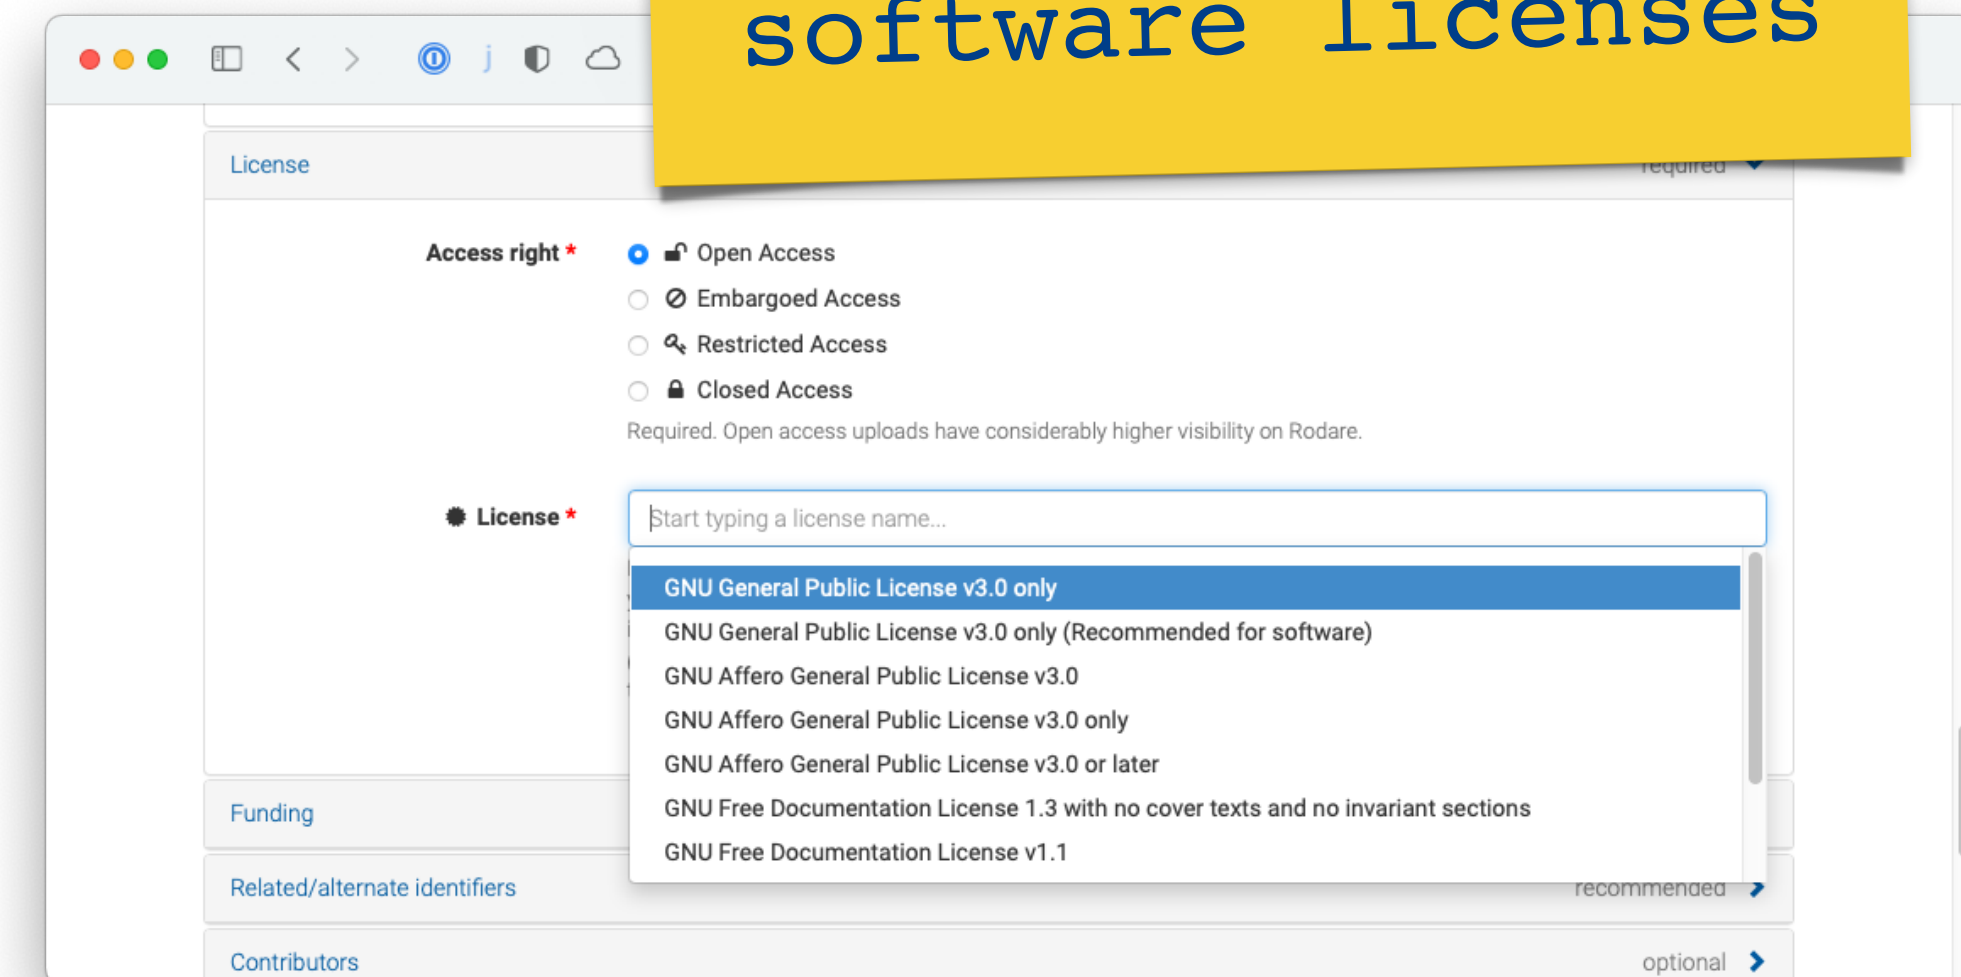 software licenses
License
required
Access right *
Open Access
Embargoed Access
Restricted Access
Closed Access
Required. Open access uploads have considerably higher visibility on Rodare.
License *
Start typing a license name...
GNU General Public License v3.0 only
GNU General Public License v3.0 only (Recommended for software)
GNU Affero General Public License v3.0
GNU Affero General Public License v3.0 only
GNU Affero General Public License v3.0 or later
GNU Free Documentation License 1.3 with no cover texts and no invariant sections
GNU Free Documentation License v1.1
Funding
Related/alternate identifiers
recommended
Contributors
optional